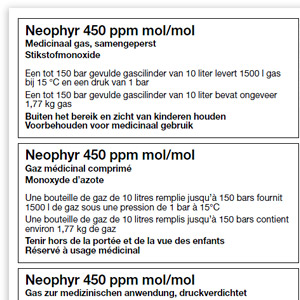 Neophyr 450 ppm mol/mol
Medicinaal gas, samengeperst
Stikstofmonoxide
Een tot 150 bar gevulde gascilinder van 10 liter levert 1500 l gas
bij 15 °C en een druk van 1 bar
Een tot 150 bar gevulde gascilinder van 10 liter bevat ongeveer
1,77 kg gas
Buiten het bereik en zicht van kinderen houden
Voorbehouden voor medicinaal gebruik
Neophyr 450 ppm mol/mol
Gaz médicinal comprimé
Monoxyde d'azote
Une bouteille de gaz de 10 litres remplie jusqu'à 150 bars fournit
1500 l de gaz sous une pression de 1 bar à 15°C
Une bouteille de gaz de 10 litres remplie jusqu'à 150 bars contient
environ 1,77 kg de gaz
Tenir hors de la portée et de la vue des enfants
Réservé à usage médicinal
Neophyr 450 ppm mol/mol
Gas zur medizinischen anwendung, druckverdichtet